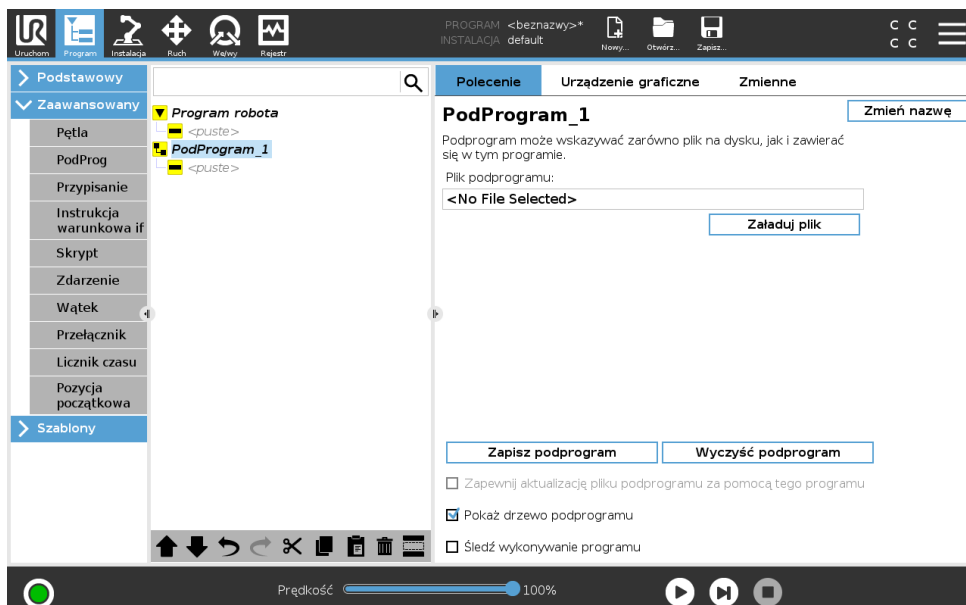 PROGRAM <beznazwy>*
INSTALACJA default
Uruchom Program Instalacja Ruch We/wy Rejestr Nowy... Otwórz... Zapisz...
C C
C C
Podstawowy
Zaawansowany
Pętla
PodProg
Przypisanie
Instrukcja
warunkowa if
Skrypt
Zdarzenie
Wątek
Przełącznik
Licznik czasu
Pozycja
początkowa
Szablony
Program robota
<puste>
PodProgram_1
<puste>
Polecenie Urządzenie graficzne Zmienne
PodProgram_1 Zmień nazwę
Podprogram może wskazywać zarówno plik na dysku, jak i zawierać
się w tym programie.
Plik podprogramu:
<No File Selected>
Załaduj plik
Zapisz podprogram Wyczyść podprogram
Zapewnij aktualizację pliku podprogramu za pomocą tego programu
Pokaż drzewo podprogramu
Śledź wykonywanie programu
Prędkość 100%